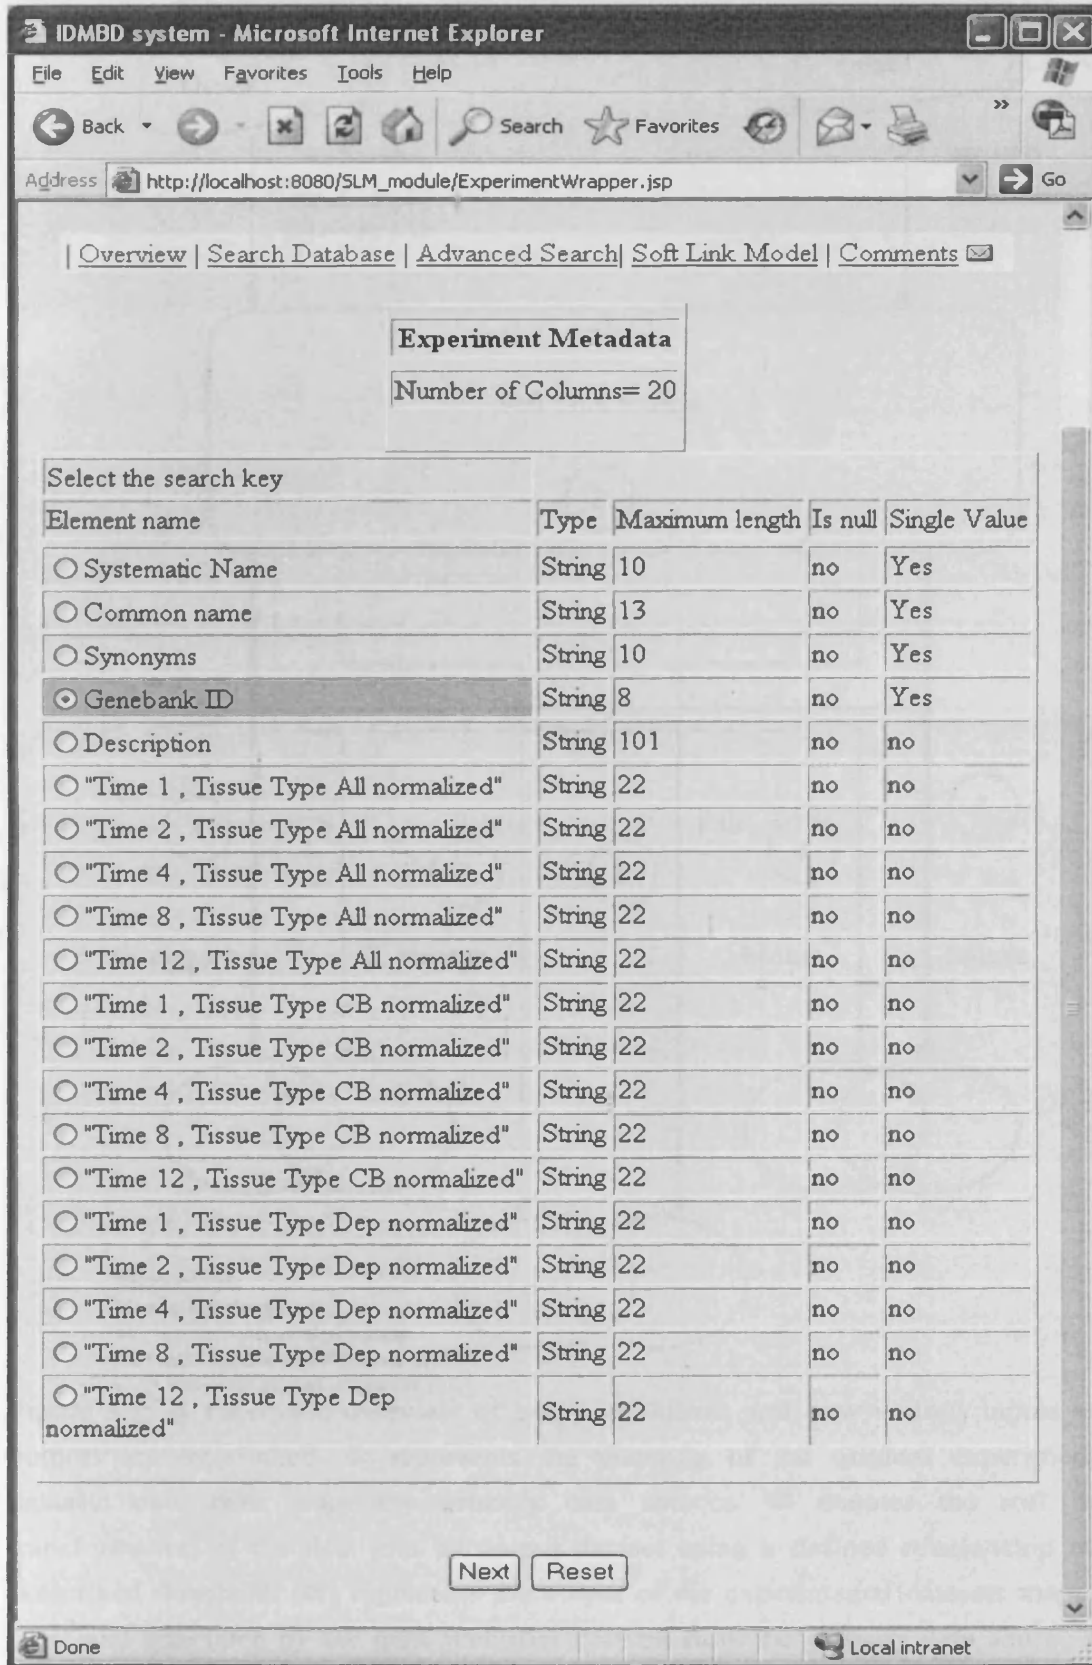 IDMBD system - Microsoft Internet Explorer
File Edit View Favorites Tools Help
Back Search Favorites »
Address http://localhost:8080/SLM_module/ExperimentWrapper.jsp Go
| Overview | Search Database | Advanced Search| Soft Link Model | Comments
Experiment Metadata
Number of Columns= 20
Select the search key
Element name Type Maximum length Is null Single Value
Systematic Name String 10 no Yes
Common name String 13 no Yes
Synonyms String 10 no Yes
Genebank ID String 8 no Yes
Description String 101 no no
"Time 1 , Tissue Type All normalized" String 22 no no
"Time 2 , Tissue Type All normalized" String 22 no no
"Time 4 , Tissue Type All normalized" String 22 no no
"Time 8 , Tissue Type All normalized" String 22 no no
"Time 12 , Tissue Type All normalized" String 22 no no
"Time 1 , Tissue Type CB normalized" String 22 no no
"Time 2 , Tissue Type CB normalized" String 22 no no
"Time 4 , Tissue Type CB normalized" String 22 no no
"Time 8 , Tissue Type CB normalized" String 22 no no
"Time 12 , Tissue Type CB normalized" String 22 no no
"Time 1 , Tissue Type Dep normalized" String 22 no no
"Time 2 , Tissue Type Dep normalized" String 22 no no
"Time 4 , Tissue Type Dep normalized" String 22 no no
"Time 8 , Tissue Type Dep normalized" String 22 no no
"Time 12 , Tissue Type Dep
normalized" String 22 no no
Next Reset
Done Local intranet